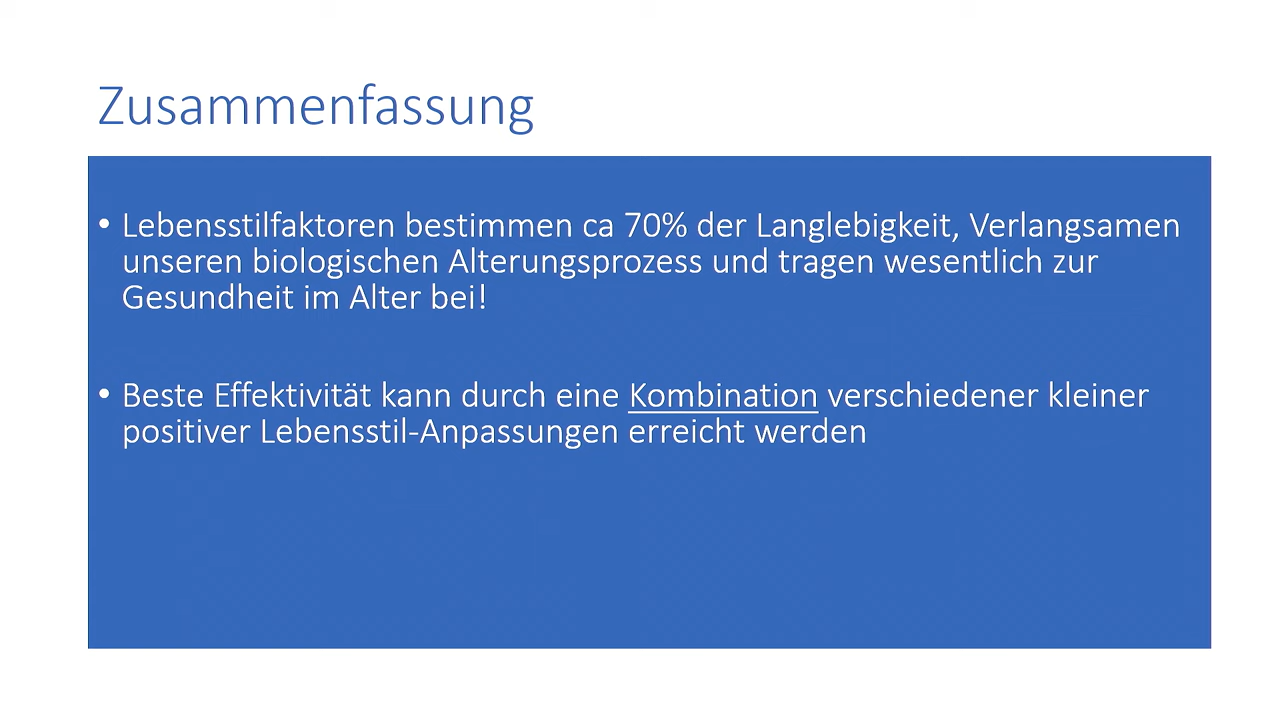 Zusammenfassung
• Lebensstilfaktoren bestimmen ca 70% der Langlebigkeit, Verlangsamen
unseren biologischen Alterungsprozess und tragen wesentlich zur
Gesundheit im Alter bei!
• Beste Effektivität kann durch eine Kombination verschiedener kleiner
positiver Lebensstil-Anpassungen erreicht werden